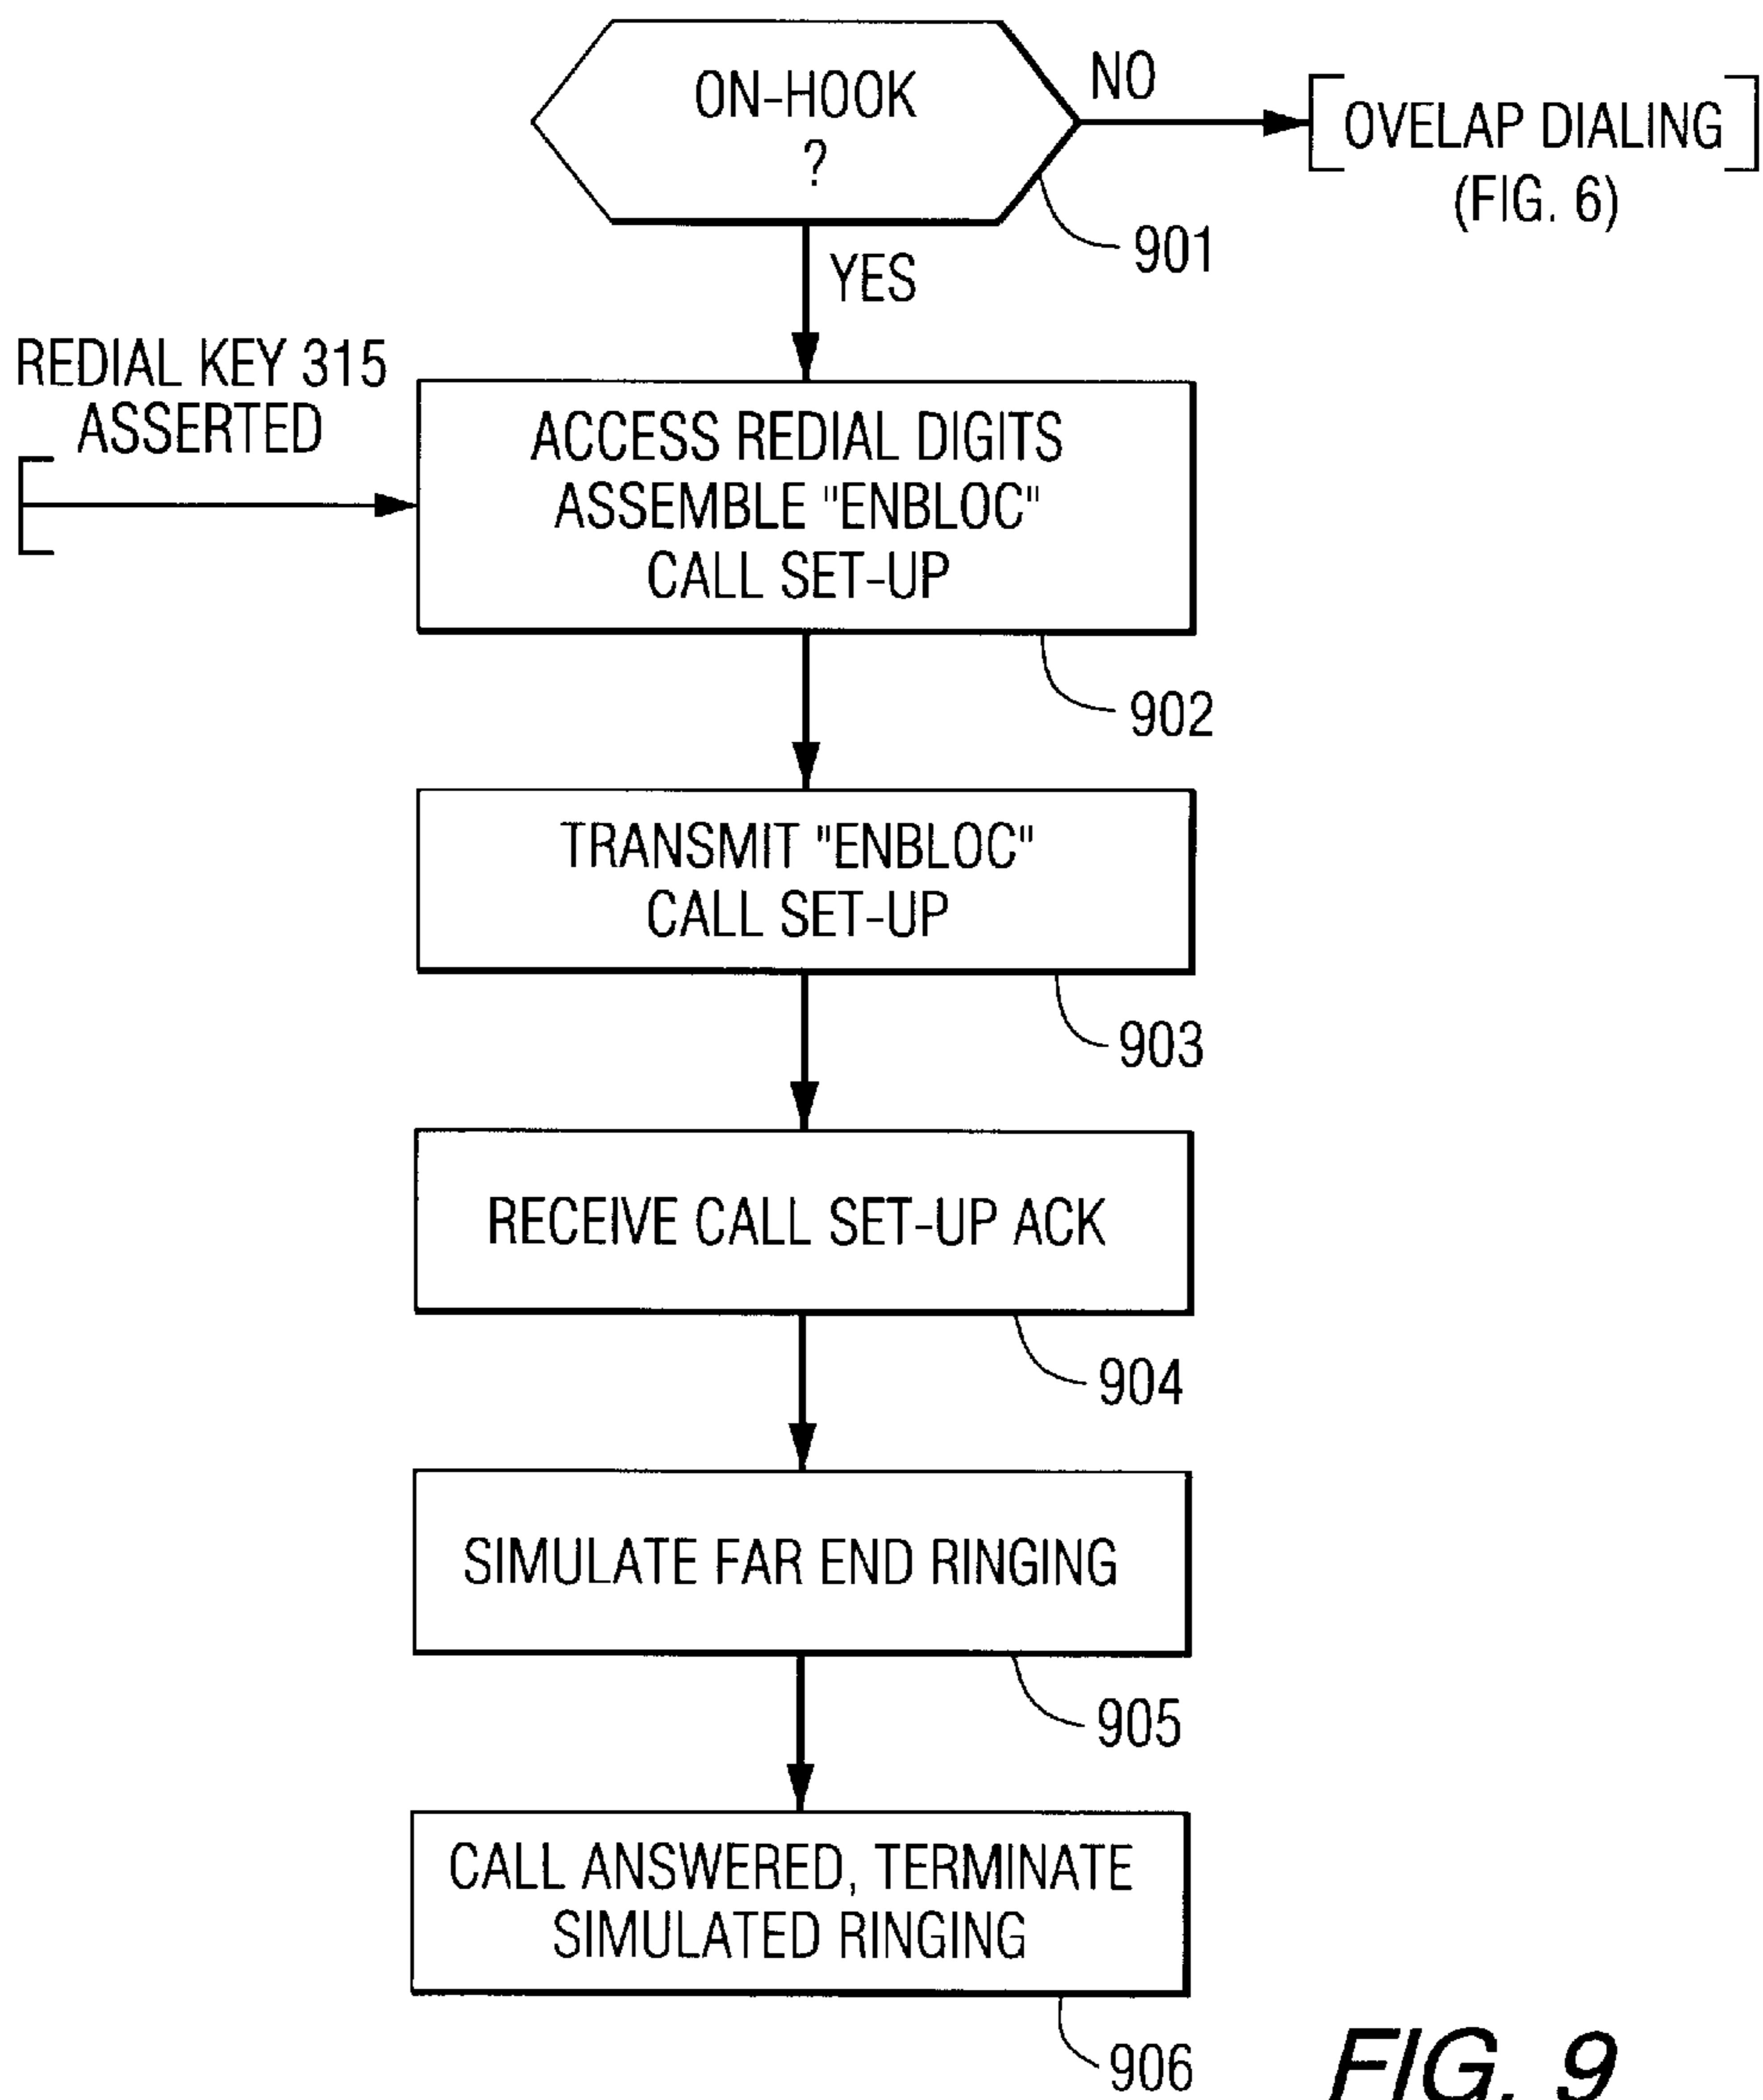 ON-HOOK
?
NO
OVELAP DIALING
(FIG. 6)
901
YES
REDIAL KEY 315
ASSERTED
ACCESS REDIAL DIGITS
ASSEMBLE "ENBLOC"
CALL SET-UP
902
TRANSMIT "ENBLOC"
CALL SET-UP
903
RECEIVE CALL SET-UP ACK
904
SIMULATE FAR END RINGING
905
CALL ANSWERED, TERMINATE
SIMULATED RINGING
906
FIG. 9